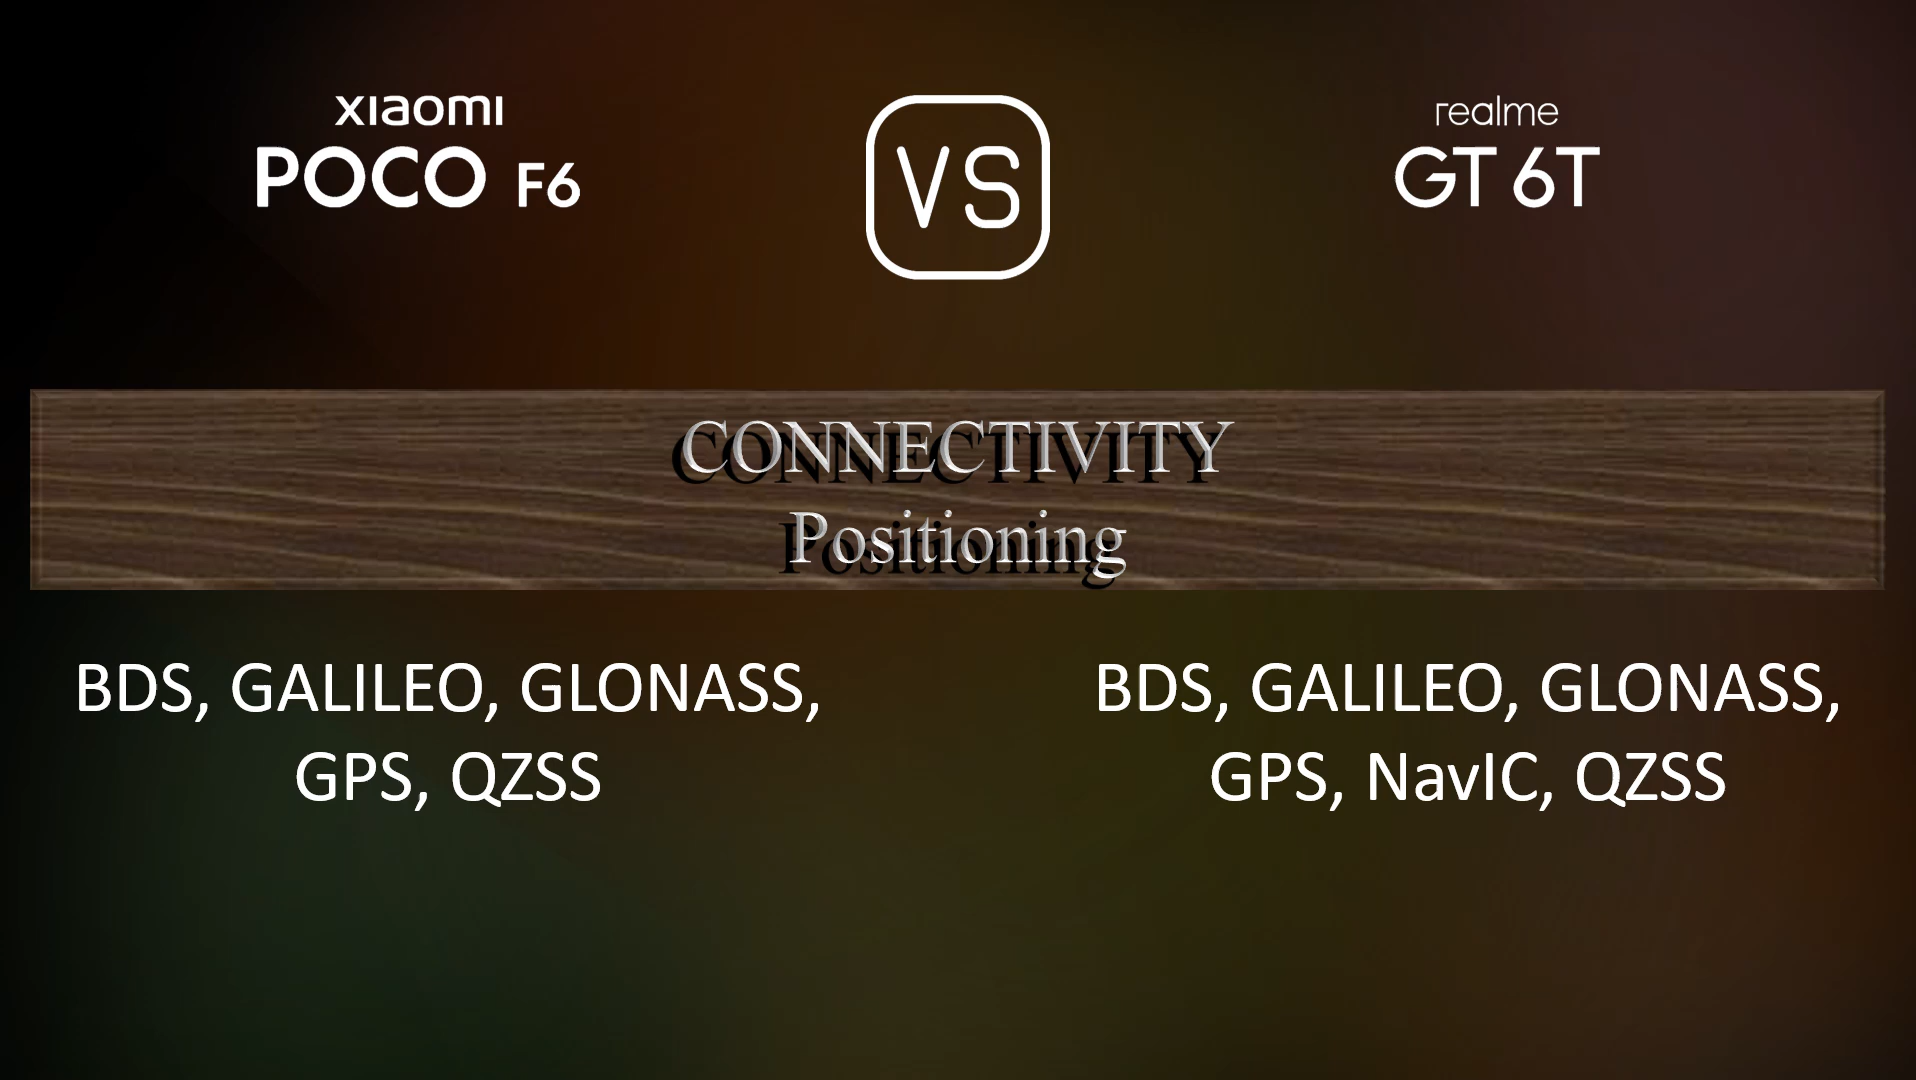 xiaomi
POCO F6
VS
realme
GT 6T
CONNECTIVITY
Positioning
BDS, GALILEO, GLONASS,
GPS, QZSS
BDS, GALILEO, GLONASS,
GPS, NavIC, QZSS